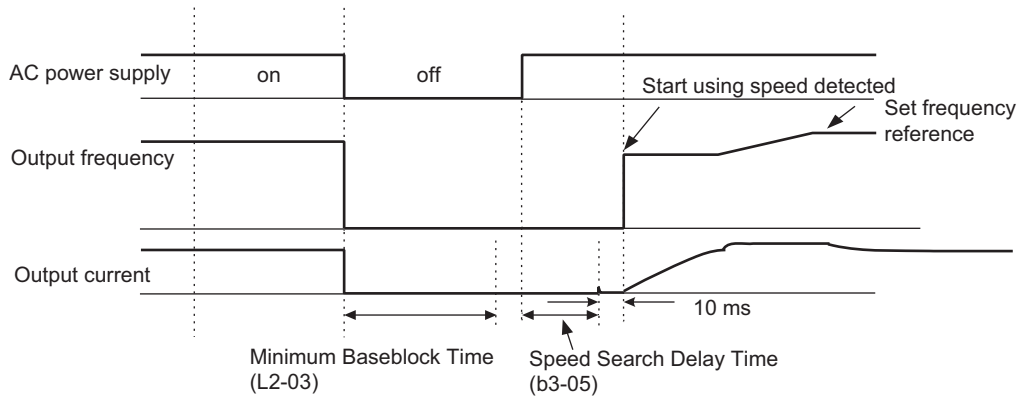 AC power supply
on
off
Start using speed detected
Set frequency
reference
Output frequency
Output current
10 ms
Minimum Baseblock Time
(L2-03)
Speed Search Delay Time
(b3-05)